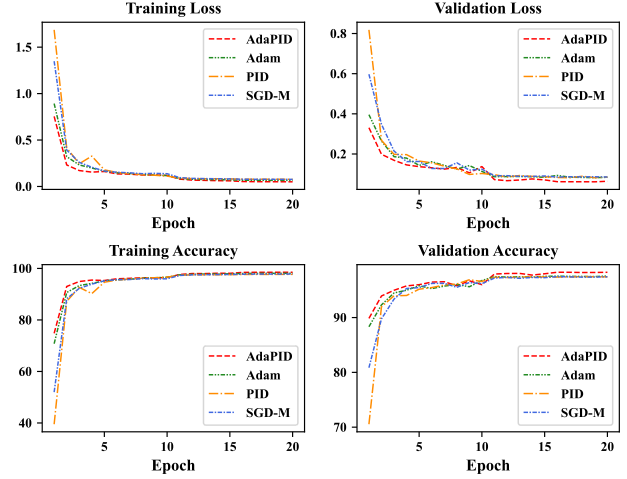 Training Loss
1.5
1.0
0.5
0.0
5
10
15
20
Epoch
AdaPID
Adam
PID
SGD-M
Validation Loss
0.8
0.6
0.4
0.2
5
10
15
20
Epoch
AdaPID
Adam
PID
SGD-M
Training Accuracy
100
80
60
40
5
10
15
20
Epoch
AdaPID
Adam
PID
SGD-M
Validation Accuracy
90
80
70
5
10
15
20
Epoch
AdaPID
Adam
PID
SGD-M